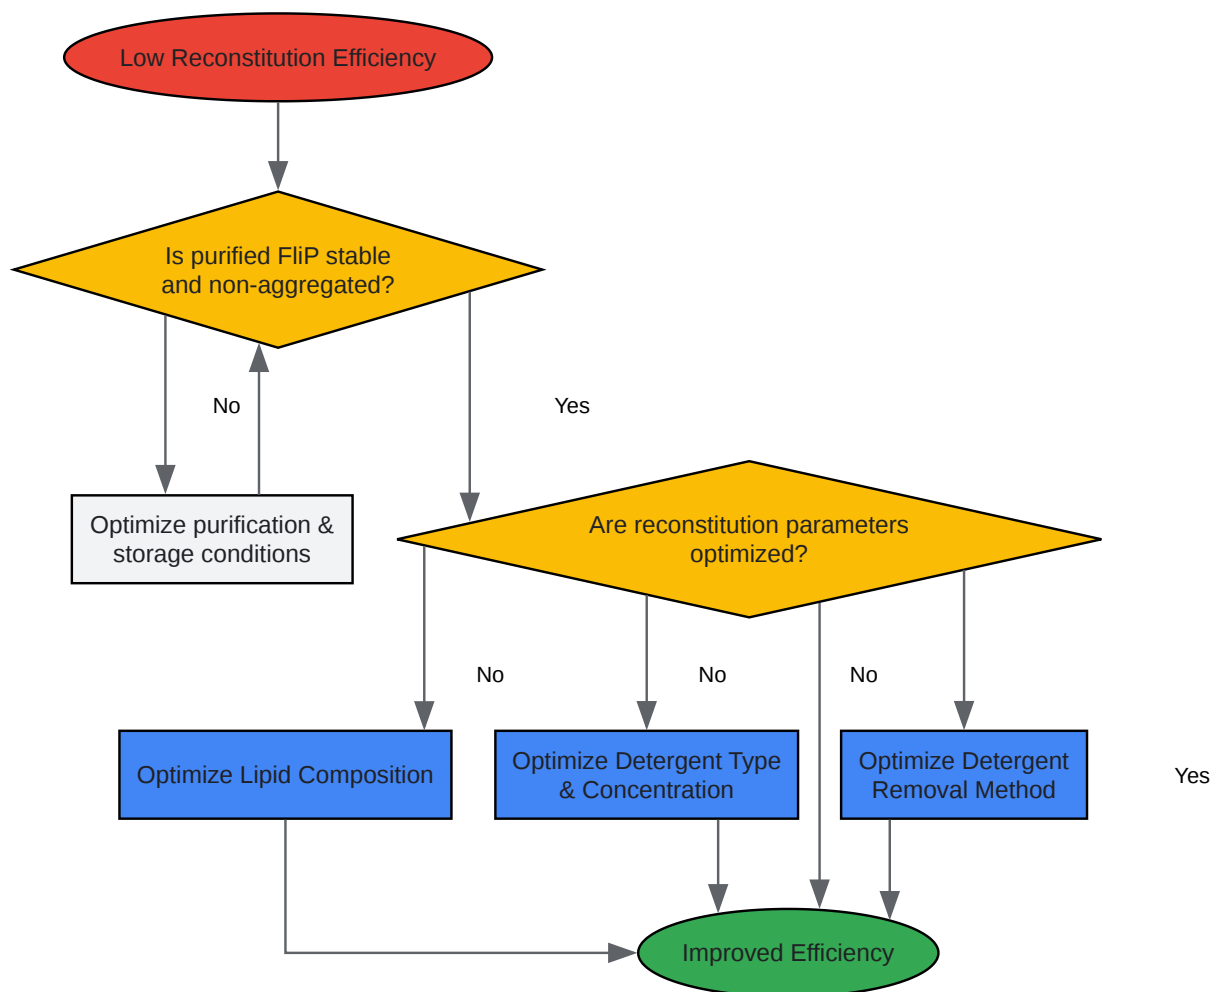 Low Reconstitution Efficiency
Is purified FliP stable
and non-aggregated?
No
Yes
Optimize purification &
storage conditions
Are reconstitution parameters
optimized?
No
No
No
Optimize Lipid Composition
Optimize Detergent Type
& Concentration
Optimize Detergent
Removal Method
Yes
Improved Efficiency